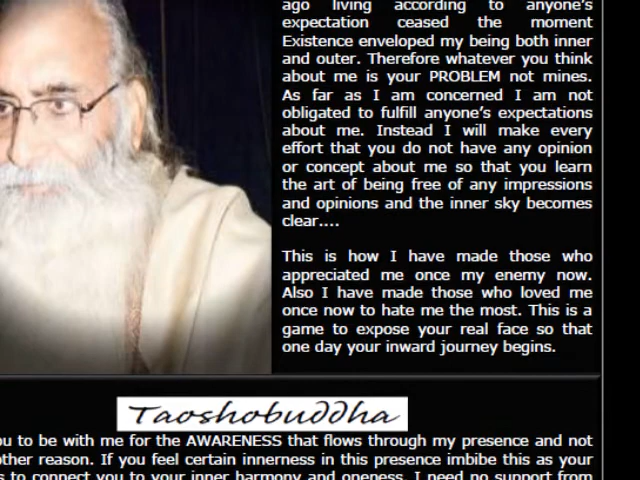 ago living according to anyone's
expectation ceased the moment
Existence enveloped my being both inner
and outer. Therefore whatever you think
about me is your PROBLEM not mines.
As far as I am concerned I am not
obligated to fulfill anyone's expectations
about me. Instead I will make every
effort that you do not have any opinion
or concept about me so that you learn
the art of being free of any impressions
and opinions and the inner sky becomes
clear....
This is how I have made those who
appreciated me once my enemy now.
Also I have made those who loved me
once now to hate me the most. This is a
game to expose your real face so that
one day your inward journey begins.
Taoshobuddha
to be with me for the AWARENESS that flows through my presence and not
other reason. If you feel certain innerness in this presence imbibe this as your
to connect you to your inner harmony and oneness. I need no support from